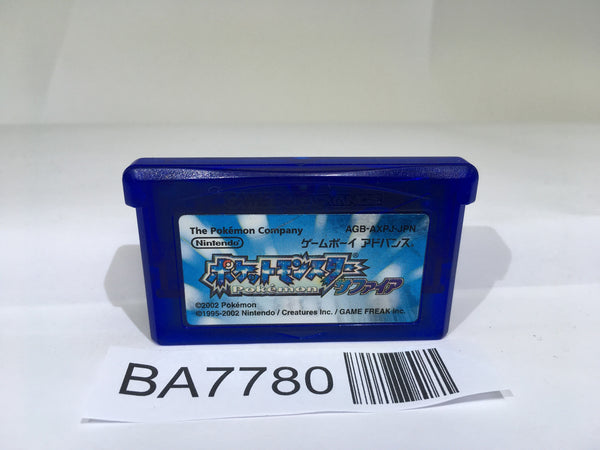 GAME BOY ADVANCE
The Pokémon Company
AGB-AXPJ-JPN
Nintendo
ゲームボーイ アドバンス
ポケットモンスター
Pokémon
サファイア
©2002 Pokémon
©1995-2002 Nintendo / Creatures Inc. / GAME FREAK Inc.
BA7780